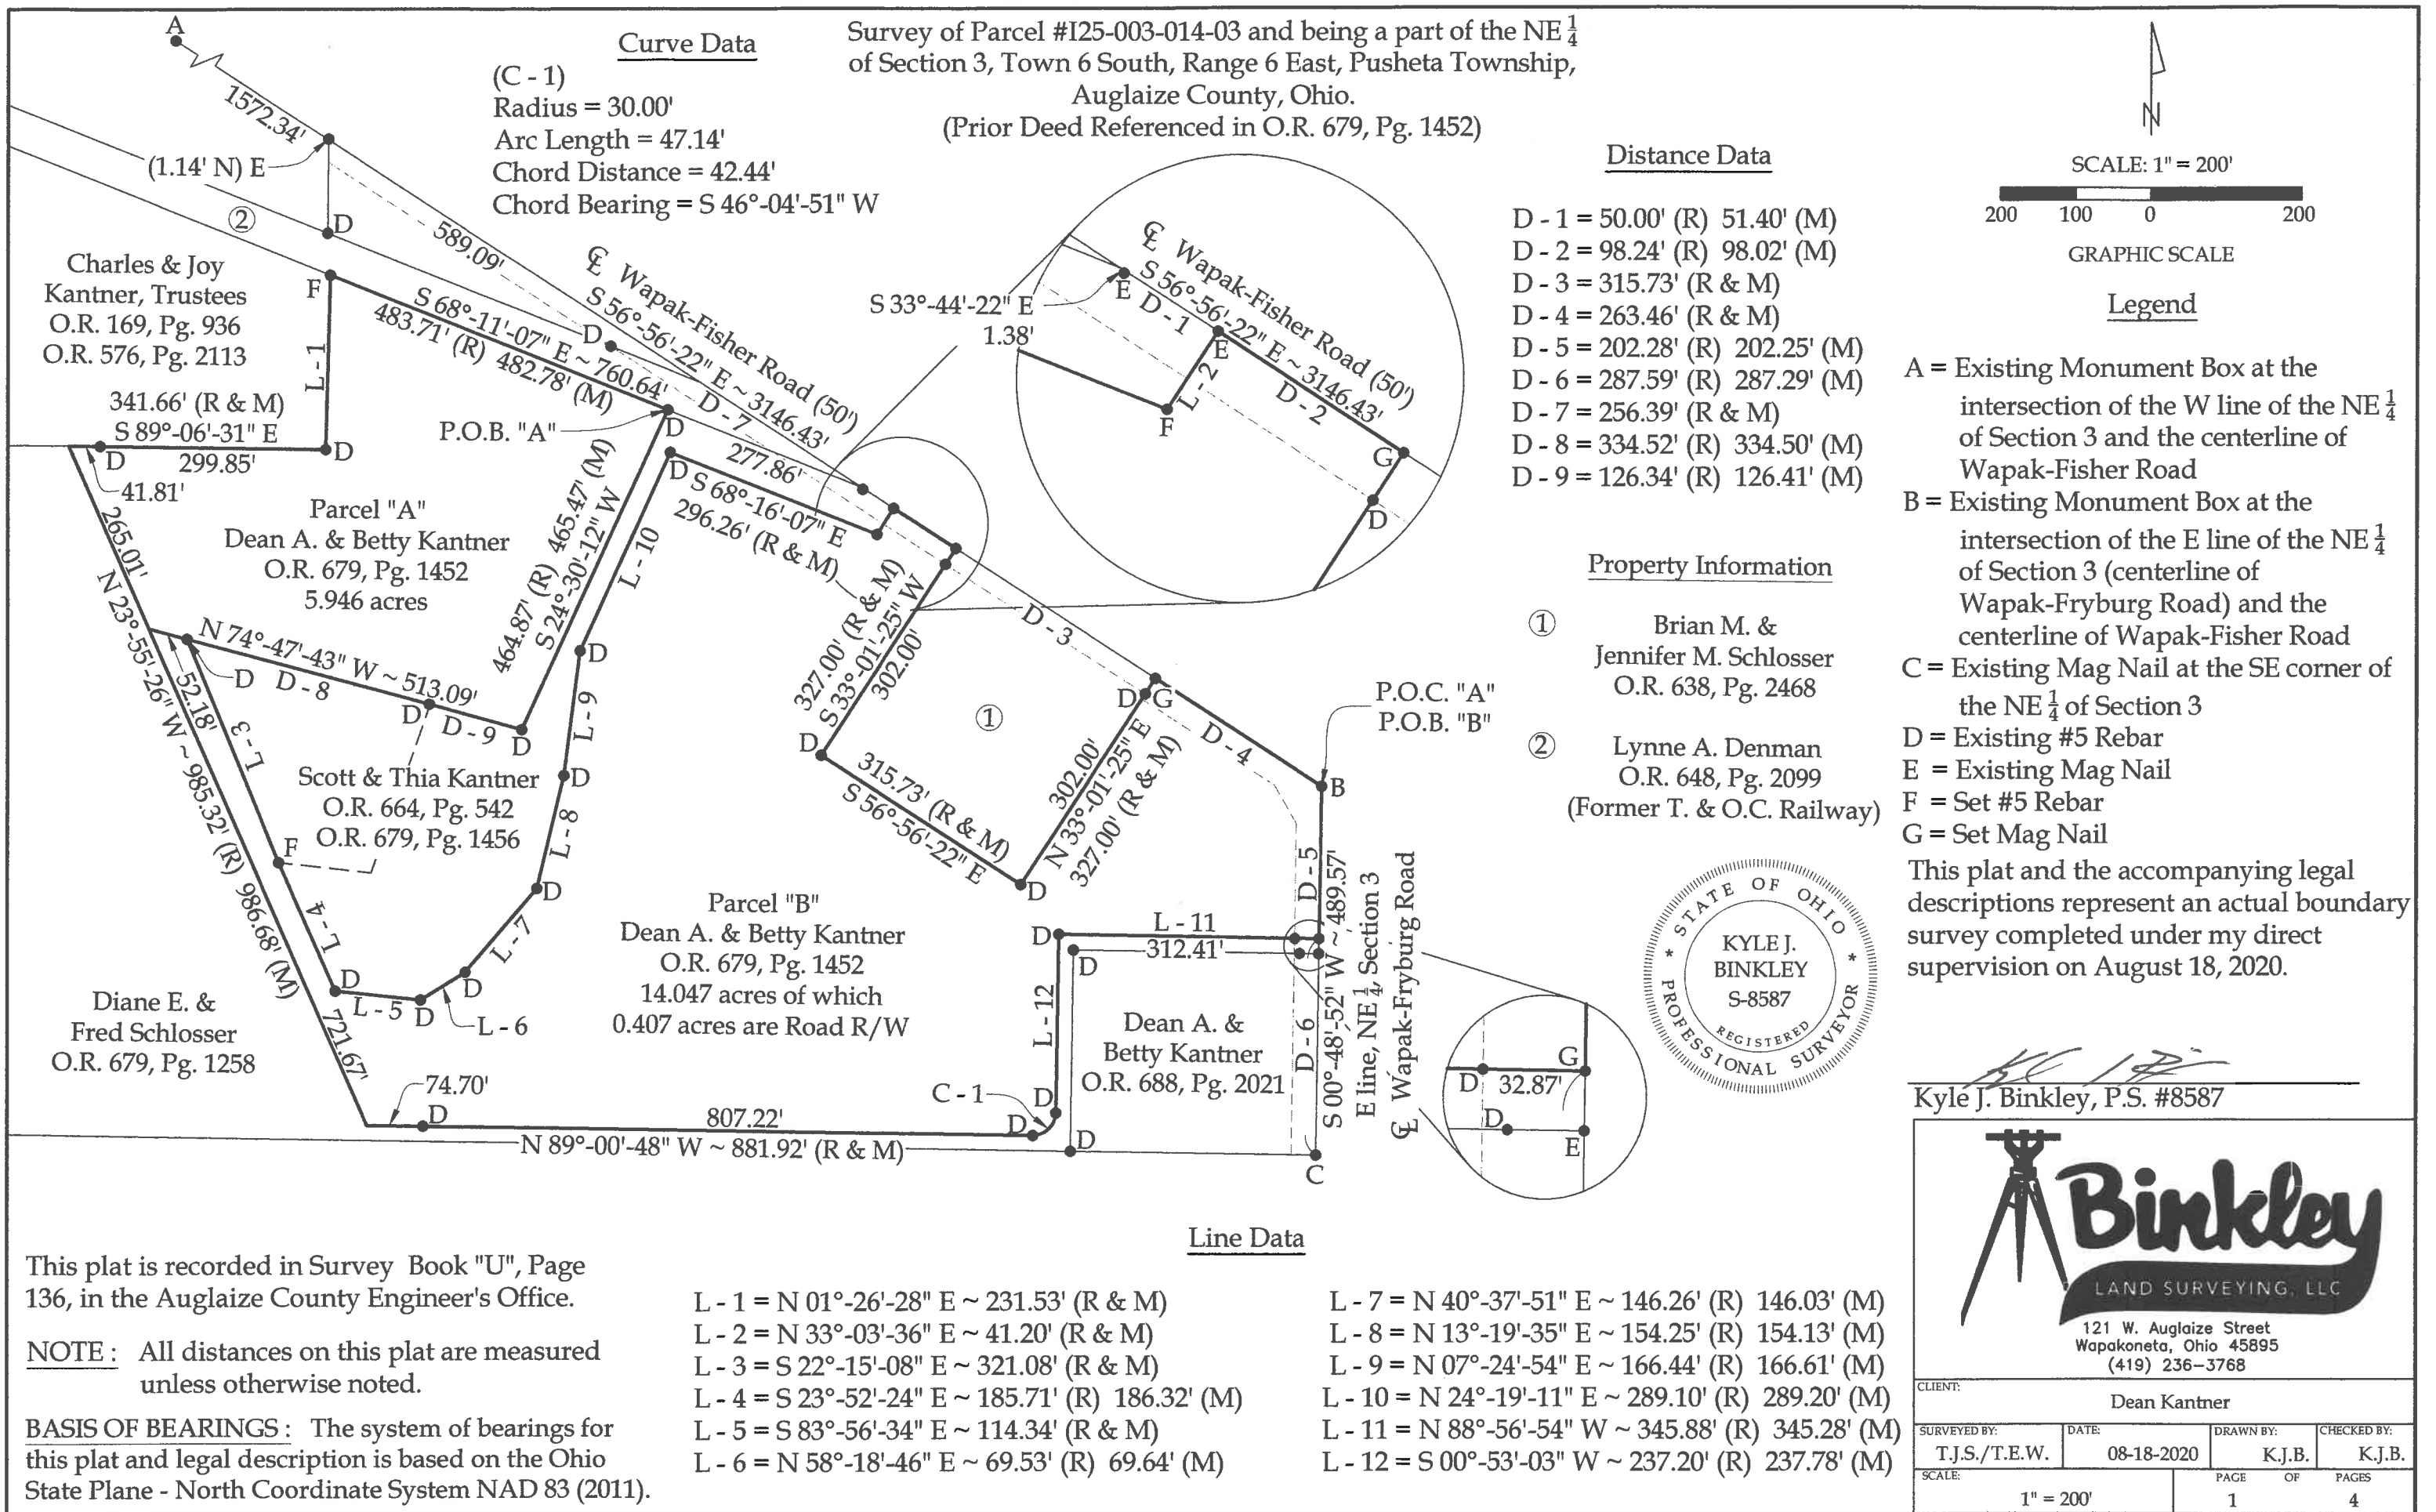 Survey of Parcel #I25-003-014-03 and being a part of the NE 1/4
of Section 3, Town 6 South, Range 6 East, Pusheta Township,
Auglaize County, Ohio.
(Prior Deed Referenced in O.R. 679, Pg. 1452)
Curve Data
(C - 1)
Radius = 30.00'
Arc Length = 47.14'
Chord Distance = 42.44'
Chord Bearing = S 46°-04'-51" W
A
1572.34'
(1.14' N) E
②
D
589.09'
℄ Wapak-Fisher Road (50')
S 56°-56'-22" E ~ 3146.43'
Charles & Joy
Kantner, Trustees
O.R. 169, Pg. 936
O.R. 576, Pg. 2113
F
L - 1
S 68°-11'-07" E ~ 760.64'
483.71' (R) 482.78' (M)
D
D - 7
341.66' (R & M)
S 89°-06'-31" E
299.85'
D
D
41.81'
P.O.B. "A"
D
277.86'
D
S 68°-16'-07" E
296.26' (R & M)
S 33°-44'-22" E
1.38'
℄ Wapak-Fisher Road (50')
S 56°-56'-22" E ~ 3146.43'
E
D - 1
E
L - 2
D - 2
F
G
D
Parcel "A"
Dean A. & Betty Kantner
O.R. 679, Pg. 1452
5.946 acres
265.01'
N 23°-55'-26" W ~ 985.32' (R) 986.68' (M)
52.18'
721.67'
464.87' (R) 465.47' (M)
S 24°-30'-12" W
L - 10
N 74°-47'-43" W ~ 513.09'
D
D - 8
D
D - 9
D
L - 3
Scott & Thia Kantner
O.R. 664, Pg. 542
O.R. 679, Pg. 1456
F
L - 4
D
L - 5
D
L - 6
D
L - 7
D
L - 8
D
L - 9
D
327.00' (R & M)
S 33°-01'-25" W
302.00'
D
①
315.73' (R & M)
S 56°-56'-22" E
D
302.00'
N 33°-01'-25" E
327.00' (R & M)
D - 3
D
G
D - 4
P.O.C. "A"
P.O.B. "B"
B
D - 5
Parcel "B"
Dean A. & Betty Kantner
O.R. 679, Pg. 1452
14.047 acres of which
0.407 acres are Road R/W
Diane E. &
Fred Schlosser
O.R. 679, Pg. 1258
D
L - 11
312.41'
D
L - 12
Dean A. &
Betty Kantner
O.R. 688, Pg. 2021
D - 6
S 00°-48'-52" W ~ 489.57'
E line, NE 1/4, Section 3
℄ Wapak-Fryburg Road
D
32.87'
G
D
E
74.70'
D
807.22'
C - 1
D
D
N 89°-00'-48" W ~ 881.92' (R & M)
D
C
Distance Data
D - 1 = 50.00' (R) 51.40' (M)
D - 2 = 98.24' (R) 98.02' (M)
D - 3 = 315.73' (R & M)
D - 4 = 263.46' (R & M)
D - 5 = 202.28' (R) 202.25' (M)
D - 6 = 287.59' (R) 287.29' (M)
D - 7 = 256.39' (R & M)
D - 8 = 334.52' (R) 334.50' (M)
D - 9 = 126.34' (R) 126.41' (M)
Property Information
①
Brian M. &
Jennifer M. Schlosser
O.R. 638, Pg. 2468
②
Lynne A. Denman
O.R. 648, Pg. 2099
(Former T. & O.C. Railway)
N
SCALE: 1" = 200'
200 100 0 200
GRAPHIC SCALE
Legend
A = Existing Monument Box at the
intersection of the W line of the NE 1/4
of Section 3 and the centerline of
Wapak-Fisher Road
B = Existing Monument Box at the
intersection of the E line of the NE 1/4
of Section 3 (centerline of
Wapak-Fryburg Road) and the
centerline of Wapak-Fisher Road
C = Existing Mag Nail at the SE corner of
the NE 1/4 of Section 3
D = Existing #5 Rebar
E = Existing Mag Nail
F = Set #5 Rebar
G = Set Mag Nail
This plat and the accompanying legal
descriptions represent an actual boundary
survey completed under my direct
supervision on August 18, 2020.
STATE OF OHIO
KYLE J.
BINKLEY
S-8587
REGISTERED
PROFESSIONAL SURVEYOR
Kyle J. Binkley, P.S. #8587
Line Data
L - 1 = N 01°-26'-28" E ~ 231.53' (R & M)
L - 2 = N 33°-03'-36" E ~ 41.20' (R & M)
L - 3 = S 22°-15'-08" E ~ 321.08' (R & M)
L - 4 = S 23°-52'-24" E ~ 185.71' (R) 186.32' (M)
L - 5 = S 83°-56'-34" E ~ 114.34' (R & M)
L - 6 = N 58°-18'-46" E ~ 69.53' (R) 69.64' (M)
L - 7 = N 40°-37'-51" E ~ 146.26' (R) 146.03' (M)
L - 8 = N 13°-19'-35" E ~ 154.25' (R) 154.13' (M)
L - 9 = N 07°-24'-54" E ~ 166.44' (R) 166.61' (M)
L - 10 = N 24°-19'-11" E ~ 289.10' (R) 289.20' (M)
L - 11 = N 88°-56'-54" W ~ 345.88' (R) 345.28' (M)
L - 12 = S 00°-53'-03" W ~ 237.20' (R) 237.78' (M)
This plat is recorded in Survey Book "U", Page
136, in the Auglaize County Engineer's Office.
NOTE : All distances on this plat are measured
unless otherwise noted.
BASIS OF BEARINGS : The system of bearings for
this plat and legal description is based on the Ohio
State Plane - North Coordinate System NAD 83 (2011).
Binkley
LAND SURVEYING, LLC
121 W. Auglaize Street
Wapakoneta, Ohio 45895
(419) 236-3768
CLIENT:
Dean Kantner
SURVEYED BY: DATE: DRAWN BY: CHECKED BY:
T.J.S./T.E.W. 08-18-2020 K.J.B. K.J.B.
SCALE: PAGE OF PAGES
1" = 200' 1 4